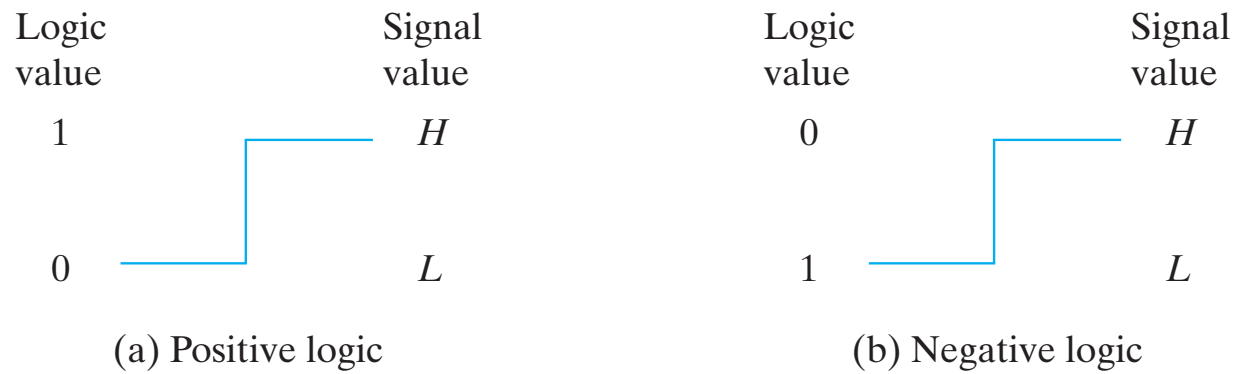 Logic value
Signal value
1
H
0
L
(a) Positive logic
Logic value
Signal value
0
H
1
L
(b) Negative logic